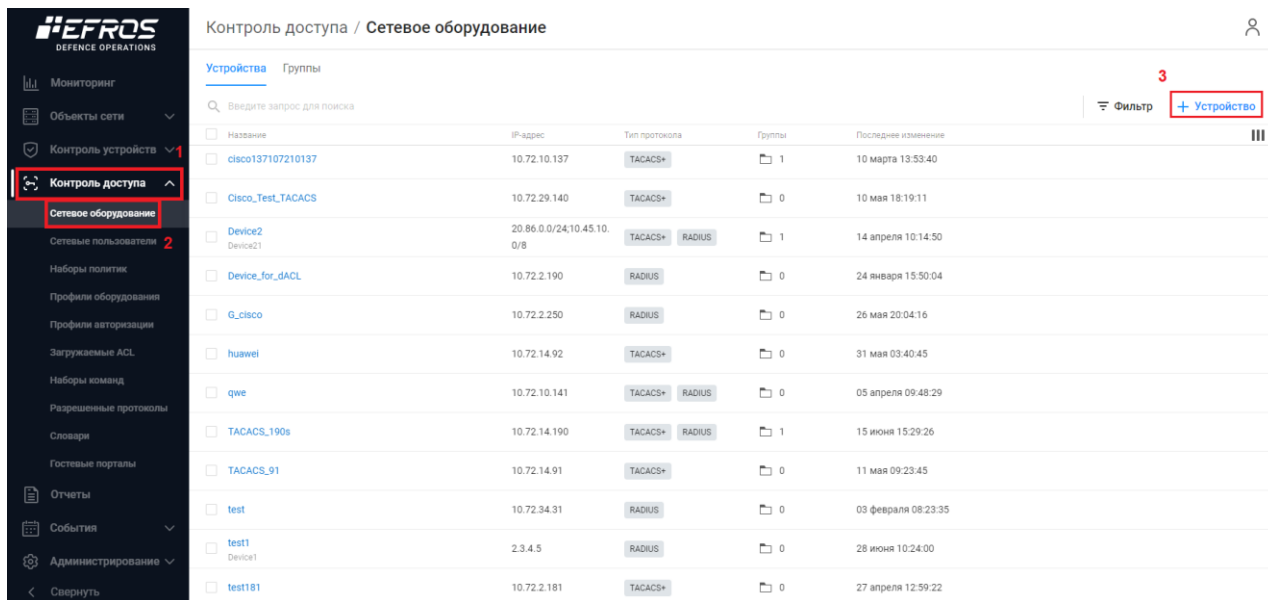 EFROS
DEFENCE OPERATIONS
Мониторинг
Объекты сети
Контроль устройств
1
Контроль доступа
Сетевое оборудование
Сетевые пользователи
2
Наборы политик
Профили оборудования
Профили авторизации
Загружаемые ACL
Наборы команд
Разрешенные протоколы
Словари
Гостевые порталы
Отчеты
События
Администрирование
Свернуть
Контроль доступа / Сетевое оборудование
Устройства Группы
3
Введите запрос для поиска
Фильтр
+ Устройство
Название IP-адрес Тип протокола Группы Последнее изменение
cisco137107210137 10.72.10.137 TACACS+ 1 10 марта 13:53:40
Cisco_Test_TACACS 10.72.29.140 TACACS+ 0 10 мая 18:19:11
Device2 20.86.0.0/24;10.45.10. TACACS+ RADIUS 1 14 апреля 10:14:50
Device21 0/8
Device_for_dACL 10.72.2.190 RADIUS 0 24 января 15:50:04
G_cisco 10.72.2.250 RADIUS 0 26 мая 20:04:16
huawei 10.72.14.92 TACACS+ 0 31 мая 03:40:45
qwe 10.72.10.141 TACACS+ RADIUS 0 05 апреля 09:48:29
TACACS_190s 10.72.14.190 TACACS+ RADIUS 1 15 июня 15:29:26
TACACS_91 10.72.14.91 TACACS+ 0 11 мая 09:23:45
test 10.72.34.31 RADIUS 0 03 февраля 08:23:35
test1 2.3.4.5 RADIUS 0 28 июня 10:24:00
Device1
test181 10.72.2.181 TACACS+ 0 27 апреля 12:59:22